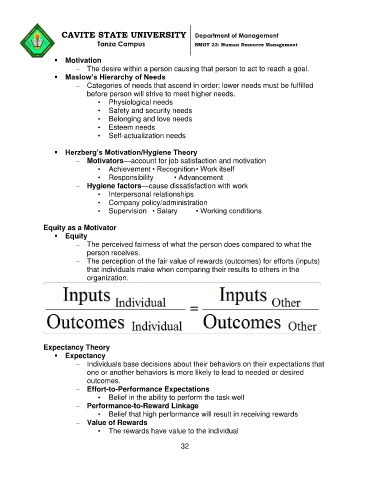 CAVITE STATE UNIVERSITY
Tanza Campus
Department of Management
BMGT 23: Human Resource Management
▪ Motivation
– The desire within a person causing that person to act to reach a goal.
▪ Maslow's Hierarchy of Needs
– Categories of needs that ascend in order; lower needs must be fulfilled
before person will strive to meet higher needs.
• Physiological needs
• Safety and security needs
• Belonging and love needs
• Esteem needs
• Self-actualization needs
▪ Herzberg's Motivation/Hygiene Theory
– Motivators—account for job satisfaction and motivation
• Achievement • Recognition • Work itself
• Responsibility • Advancement
– Hygiene factors—cause dissatisfaction with work
• Interpersonal relationships
• Company policy/administration
• Supervision • Salary • Working conditions
Equity as a Motivator
▪ Equity
– The perceived fairness of what the person does compared to what the
person receives.
– The perception of the fair value of rewards (outcomes) for efforts (inputs)
that individuals make when comparing their results to others in the
organization.
Inputs Individual = Inputs Other
Outcomes Individual Outcomes Other
Expectancy Theory
▪ Expectancy
– Individuals base decisions about their behaviors on their expectations that
one or another behaviors is more likely to lead to needed or desired
outcomes.
– Effort-to-Performance Expectations
• Belief in the ability to perform the task well
– Performance-to-Reward Linkage
• Belief that high performance will result in receiving rewards
– Value of Rewards
• The rewards have value to the individual
32